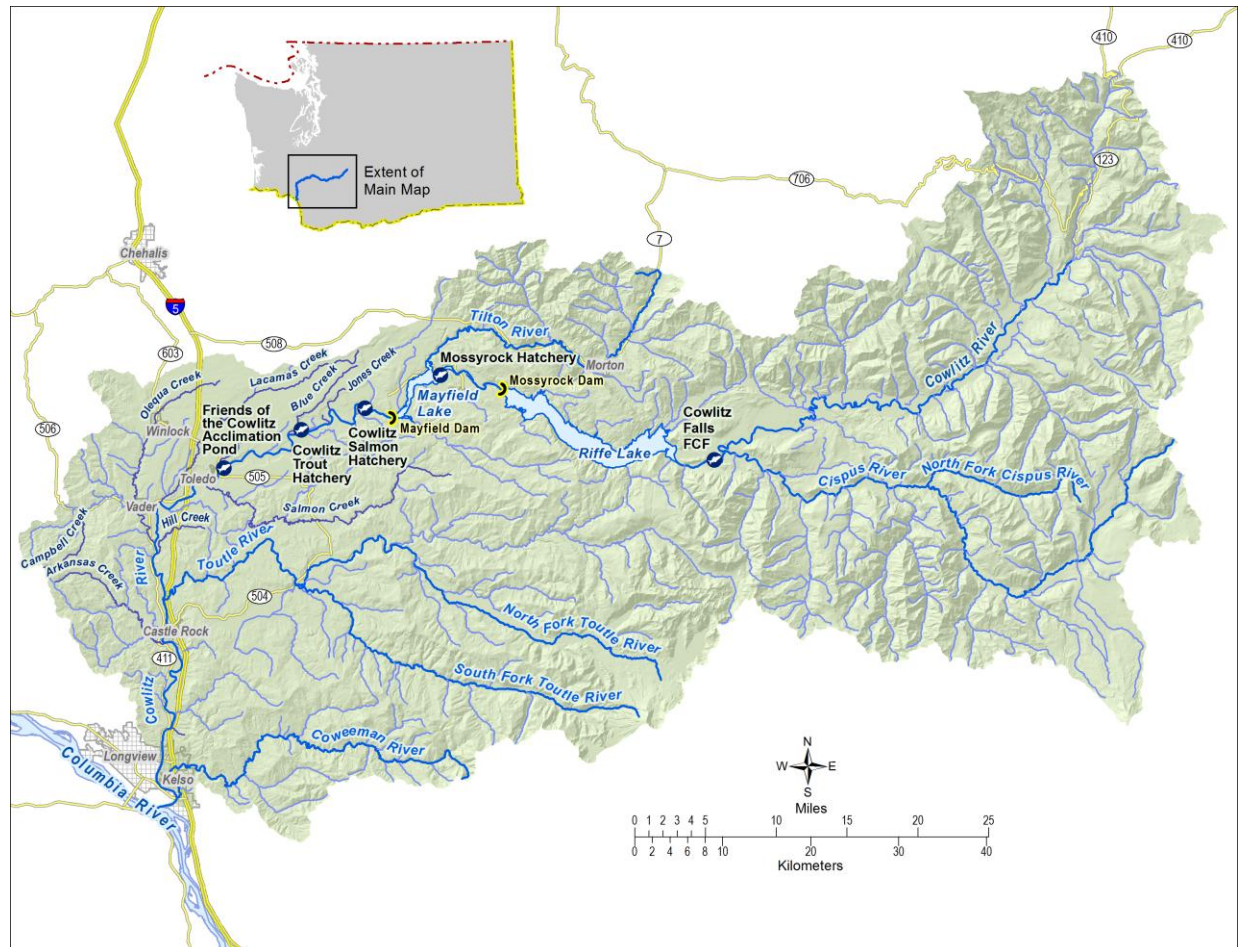 410
410
Extent of
Main Map
123
706
7
Chehalis
5
508
603
Tilton
River
Morton
Cowlitz River
Mossyrock Hatchery
Mossyrock Dam
Lacamas Creek
Blue Creek
Jones Creek
Olequa Creek
Mayfield
Lake
Mayfield Dam
Friends of
the Cowlitz
Acclimation
Pond
Cowlitz
Salmon
Hatchery
Cowlitz
Trout
Hatchery
Cowlitz
Falls
FCF
Riffe Lake
506
Winlock
Toledo
505
Cispus River
North Fork Cispus River
Vader
Salmon Creek
Hill Creek
Campbell Creek
Arkansas Creek
River
Toutle River
504
Castle Rock
411
North Fork Toutle River
South Fork Toutle River
Cowlitz
Coweeman River
Longview
Kelso
Columbia River
N
W E
S
Miles
0 1 2 3 4 5 10 15 20 25
0 2 4 6 8 10 20 30 40
Kilometers